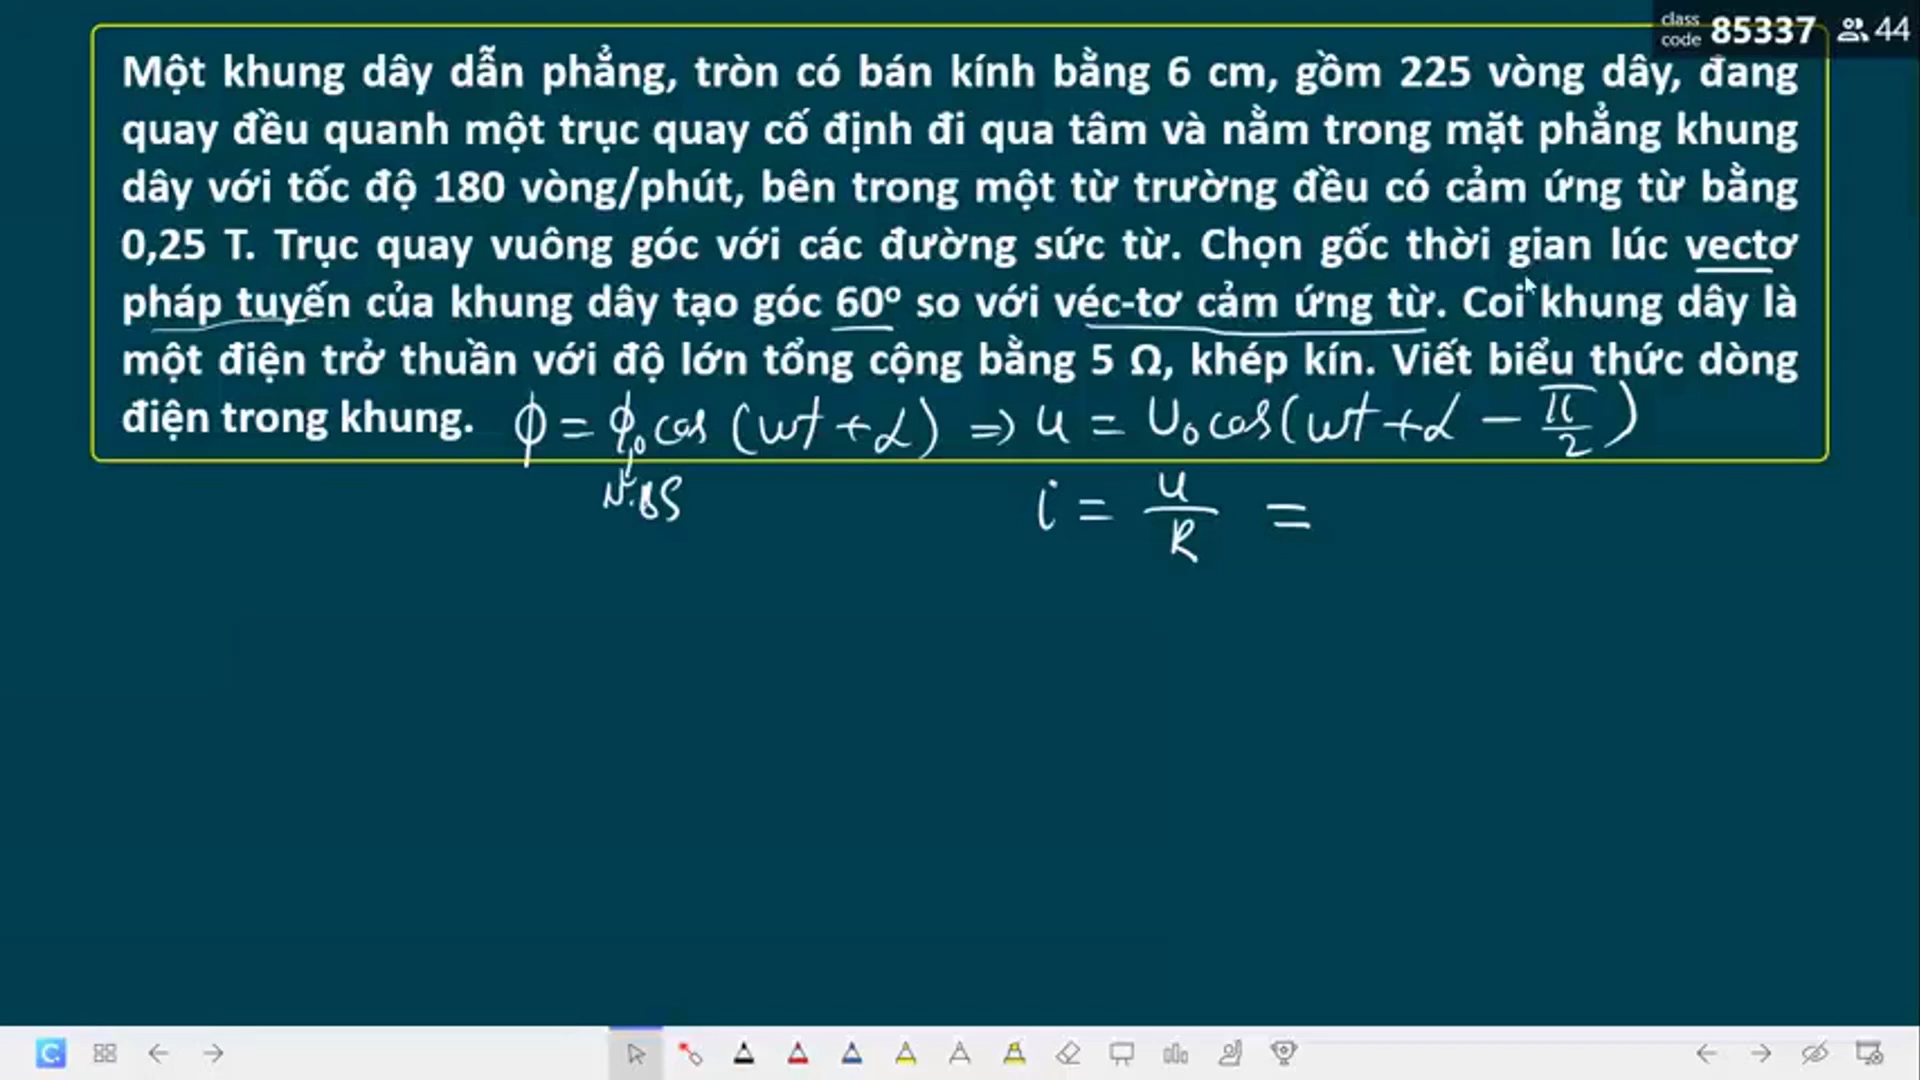 class code 85337 44
Một khung dây dẫn phẳng, tròn có bán kính bằng 6 cm, gồm 225 vòng dây, đang
quay đều quanh một trục quay cố định đi qua tâm và nằm trong mặt phẳng khung
dây với tốc độ 180 vòng/phút, bên trong một từ trường đều có cảm ứng từ bằng
0,25 T. Trục quay vuông góc với các đường sức từ. Chọn gốc thời gian lúc vectơ
pháp tuyến của khung dây tạo góc 60º so với véc-tơ cảm ứng từ. Coi khung dây là
một điện trở thuần với độ lớn tổng cộng bằng 5 Ω, khép kín. Viết biểu thức dòng
điện trong khung.
ϕ = ϕ₀ cos (ωt + α) ⇒ u = U₀ cos(ωt + α − π/2)
N.BS
i = u/R =